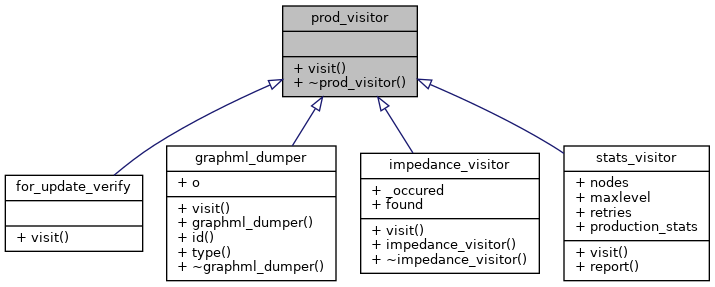 prod_visitor
+ visit()
+ ~prod_visitor()
for_update_verify
+ visit()
graphml_dumper
+ o
+ visit()
+ graphml_dumper()
+ id()
+ type()
+ ~graphml_dumper()
impedance_visitor
+ _occured
+ found
+ visit()
+ impedance_visitor()
+ ~impedance_visitor()
stats_visitor
+ nodes
+ maxlevel
+ retries
+ production_stats
+ visit()
+ report()